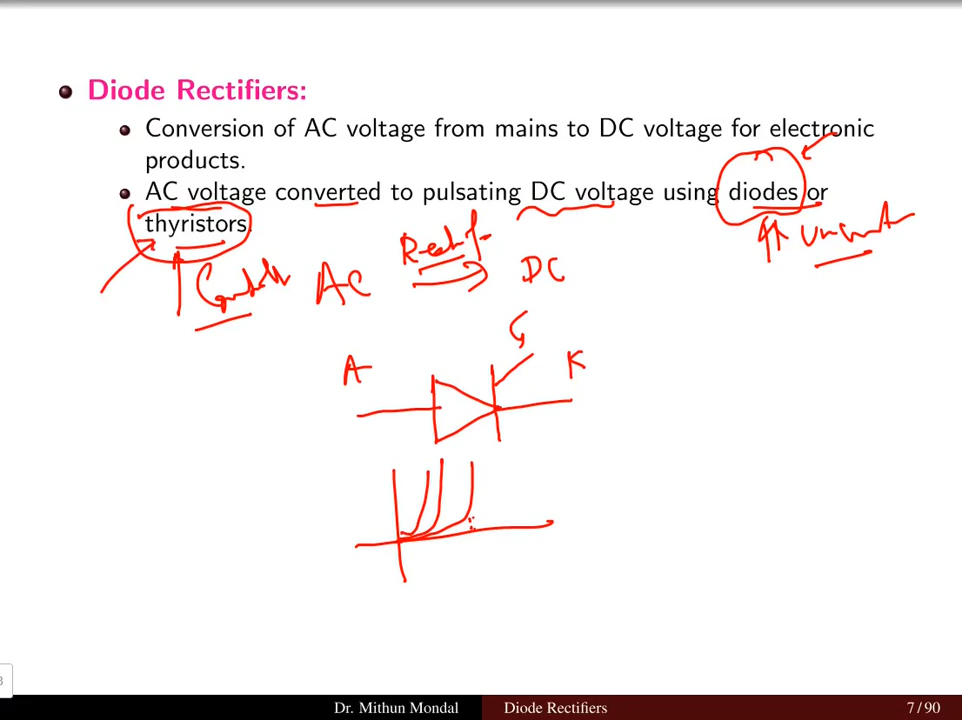 Diode Rectifiers:
Conversion of AC voltage from mains to DC voltage for electronic
products.
AC voltage converted to pulsating DC voltage using diodes or
thyristors.
AC DC
G
A K
3
Dr. Mithun Mondal Diode Rectifiers 7 / 90